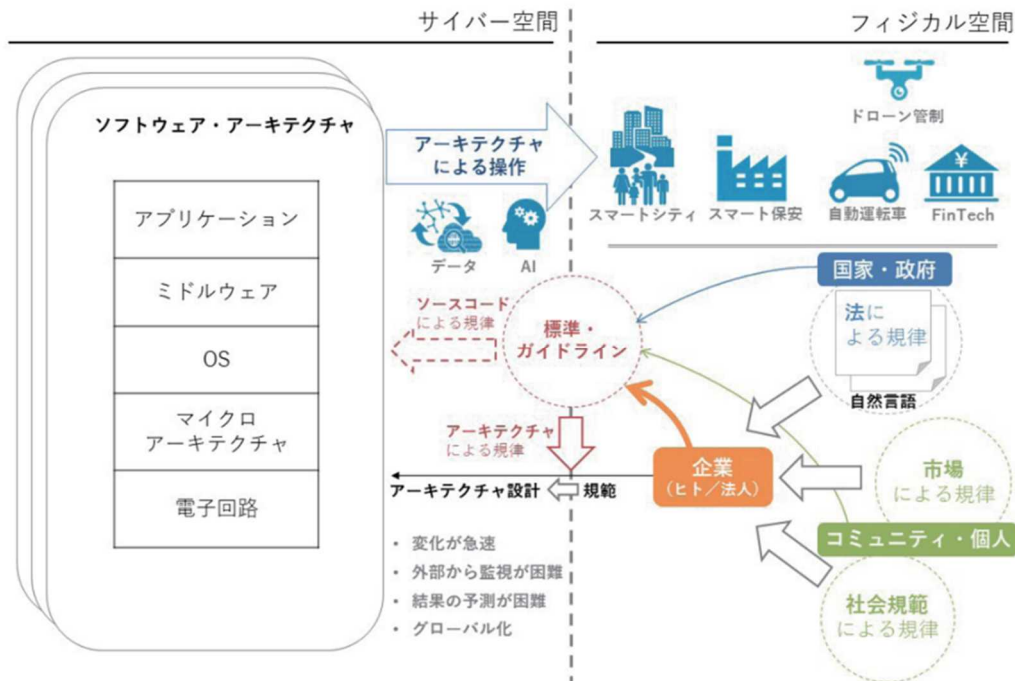 サイバー空間
フィジカル空間
ソフトウェア・アーキテクチャ
アプリケーション
ミドルウェア
OS
マイクロ
アーキテクチャ
電子回路
アーキテクチャ
による操作
データ
AI
ドローン管制
スマートシティ
スマート保安
自動運転車
¥
FinTech
ソースコード
による規律
標準・
ガイドライン
国家・政府
法に
よる規律
自然言語
アーキテクチャ
による規律
アーキテクチャ設計
規範
企業
（ヒト／法人）
市場
による規律
コミュニティ・個人
社会規範
による規律
・ 変化が急速
・ 外部から監視が困難
・ 結果の予測が困難
・ グローバル化